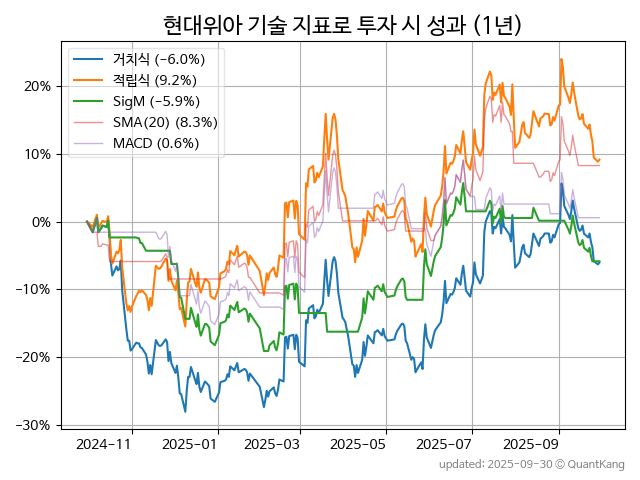 현대위아 기술 지표로 투자 시 성과 (1년)
거치식 (−6.0%)
적립식 (9.2%)
SigM (−5.9%)
SMA(20) (8.3%)
MACD (0.6%)
20%
10%
0%
−10%
−20%
−30%
2024-11 2025-01 2025-03 2025-05 2025-07 2025-09
updated: 2025-09-30 © QuantKang